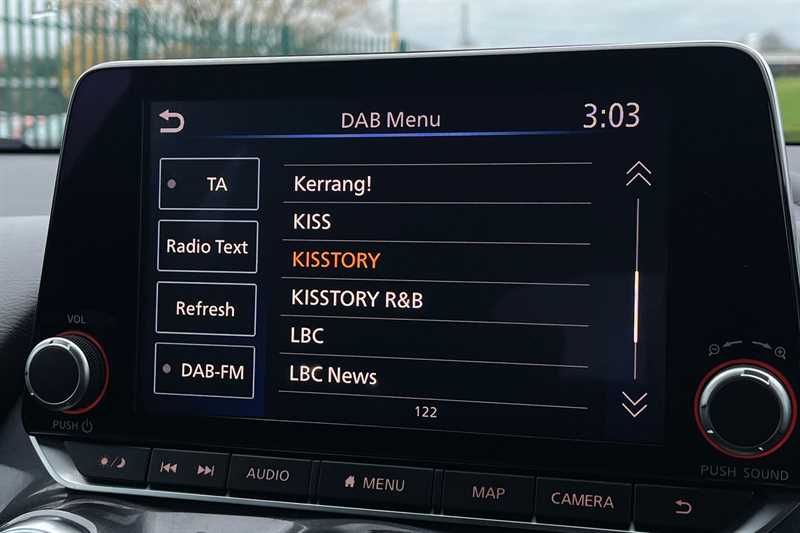 DAB Menu
3:03
TA
Radio Text
Refresh
DAB-FM
Kerrang!
KISS
KISSTORY
KISSTORY R&B
LBC
LBC News
122
VOL
PUSH
PUSH SOUND
AUDIO
MENU
MAP
CAMERA